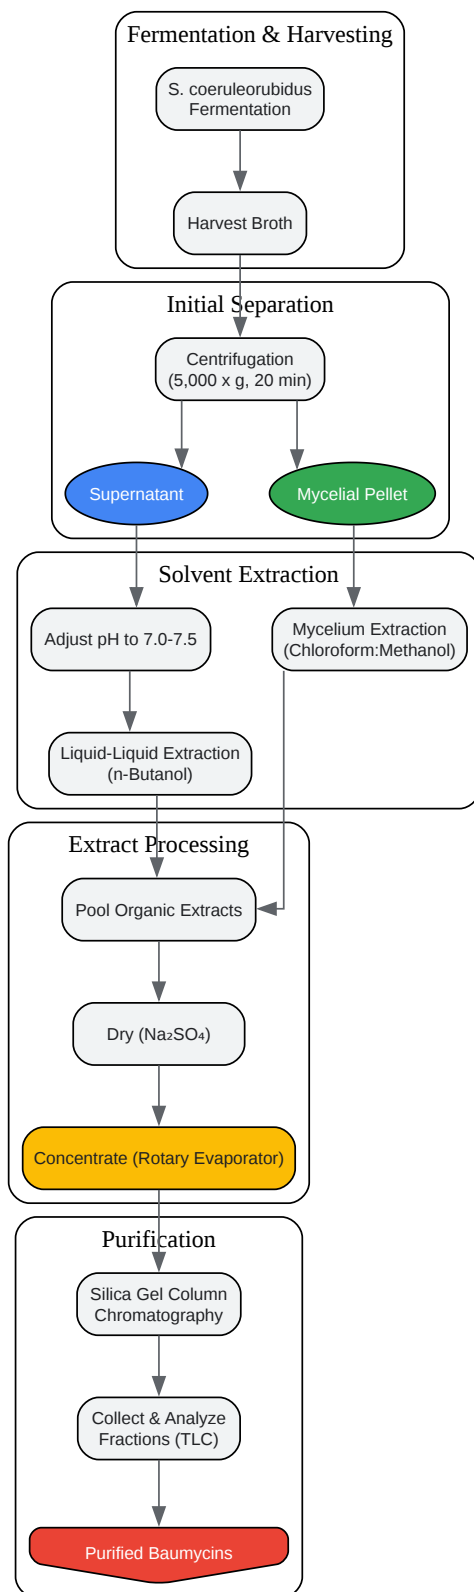 Fermentation & Harvesting
S. coeruleorubidus
Fermentation
Harvest Broth
Initial Separation
Centrifugation
(5,000 x g, 20 min)
Supernatant
Mycelial Pellet
Solvent Extraction
Adjust pH to 7.0-7.5
Mycelium Extraction
(Chloroform:Methanol)
Liquid-Liquid Extraction
(n-Butanol)
Extract Processing
Pool Organic Extracts
Dry (Na₂SO₄)
Concentrate (Rotary Evaporator)
Purification
Silica Gel Column
Chromatography
Collect & Analyze
Fractions (TLC)
Purified Baumycins